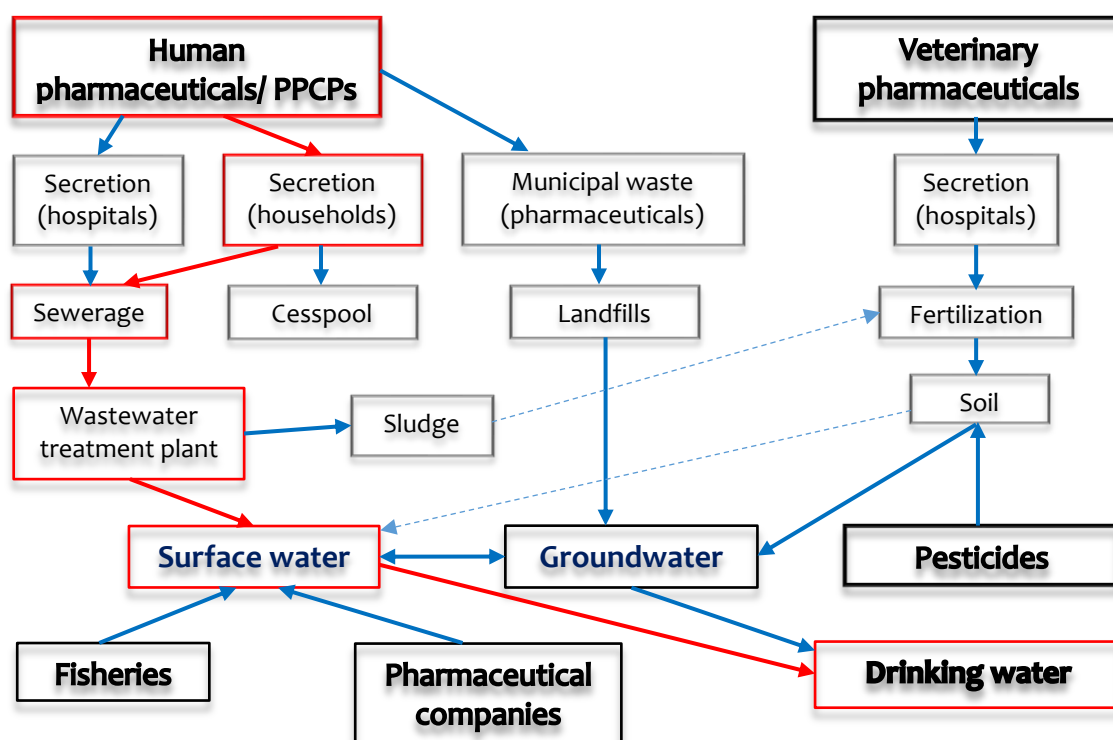 Human
pharmaceuticals/ PPCPs
Veterinary
pharmaceuticals
Secretion
(hospitals)
Secretion
(households)
Municipal waste
(pharmaceuticals)
Secretion
(hospitals)
Sewerage
Cesspool
Landfills
Fertilization
Wastewater
treatment plant
Sludge
Soil
Surface water
Groundwater
Pesticides
Fisheries
Pharmaceutical
companies
Drinking water